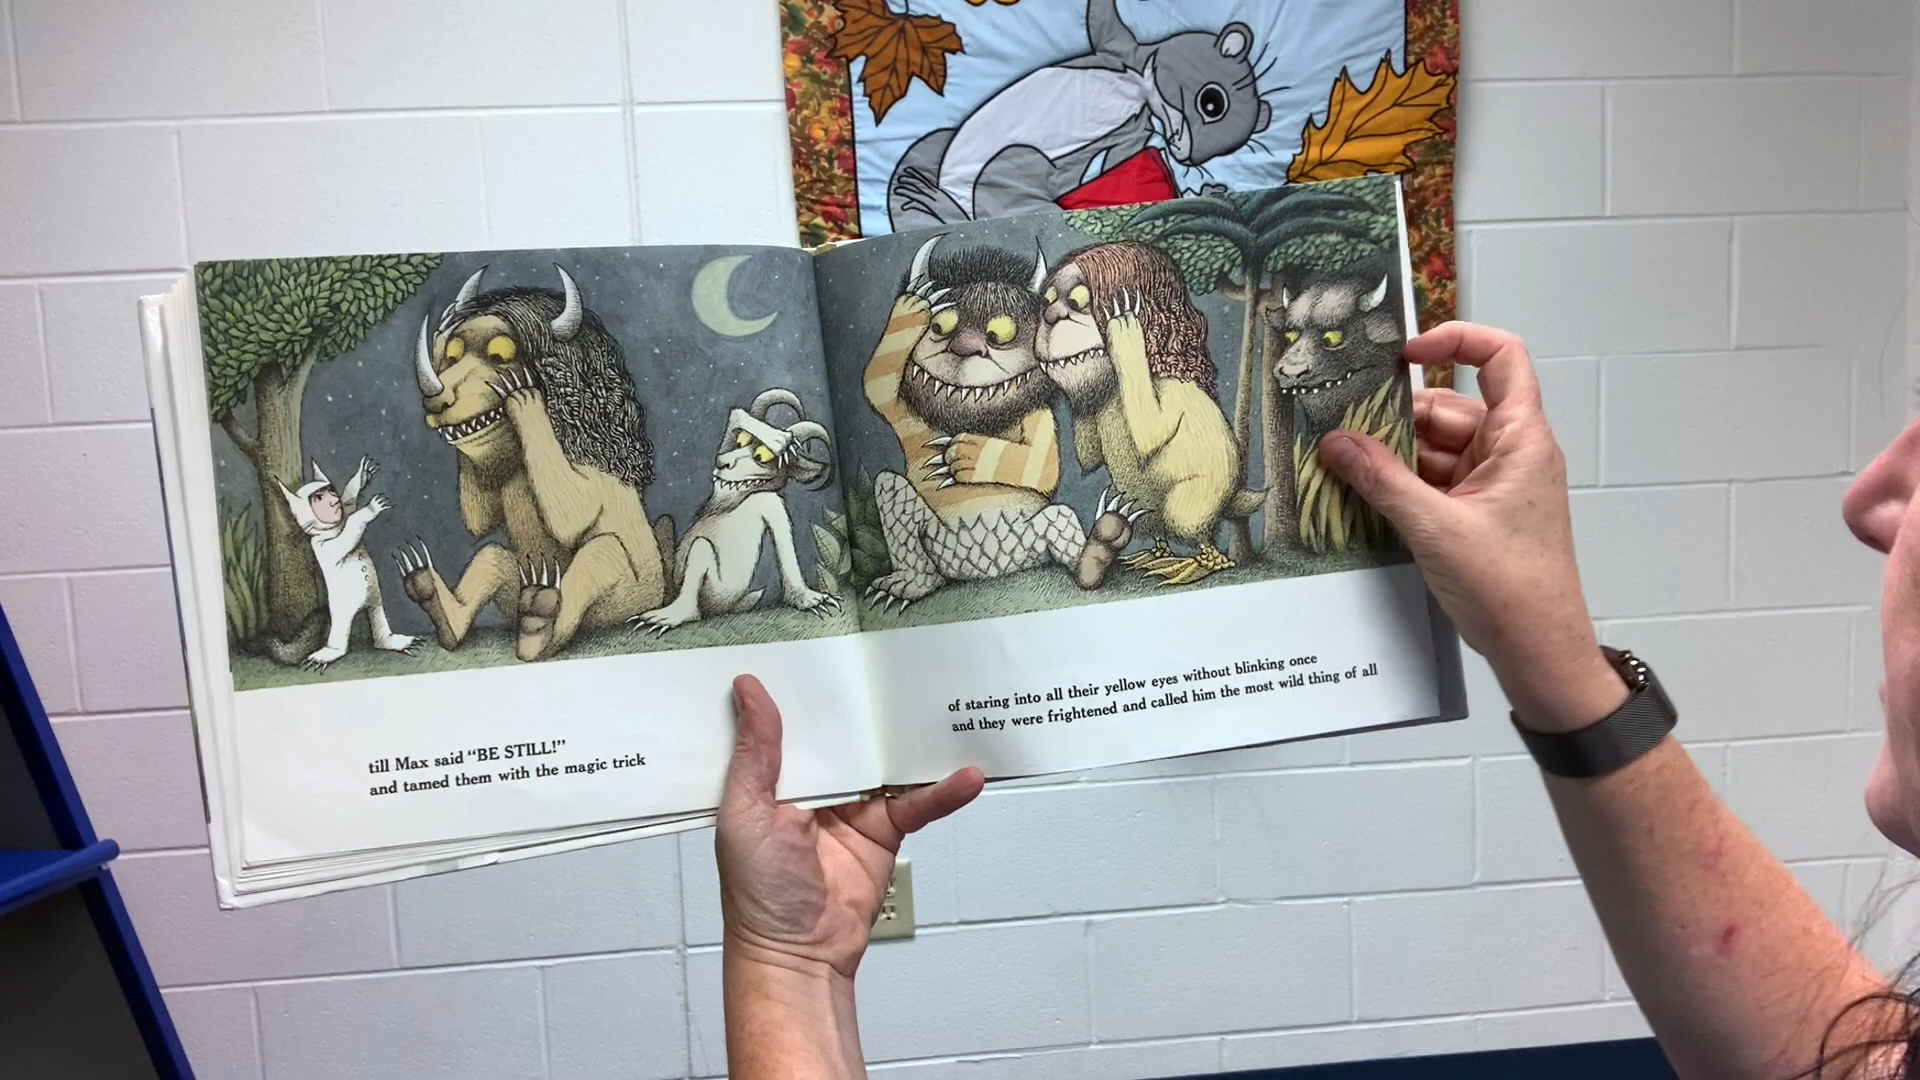 till Max said “BE STILL!”
and tamed them with the magic trick
of staring into all their yellow eyes without blinking once
and they were frightened and called him the most wild thing of all